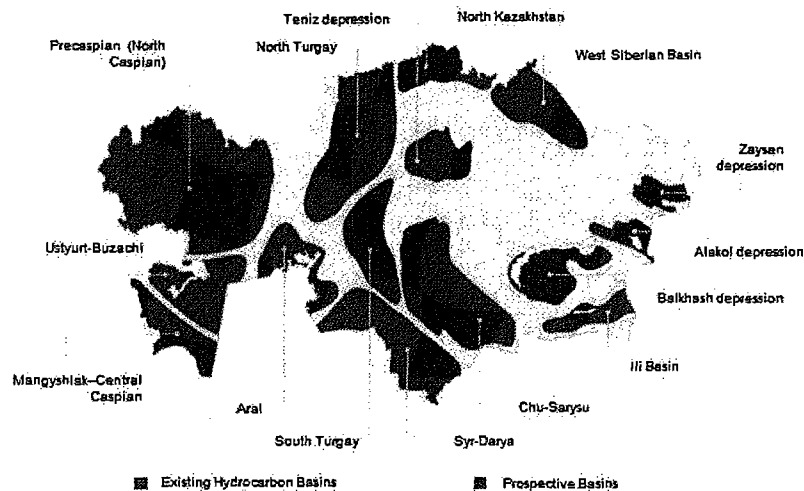 Teniz depression
North Kazakhstan
Precaspian (North
Caspian)
North Turgay
West Siberian Basin
Zaysan
depression
Ustyurt-Buzachi
Alakol depression
Balkhash depression
Mangyshlak–Central
Caspian
Ili Basin
Aral
Chu-Sarysu
South Turgay
Syr-Darya
Existing Hydrocarbon Basins
Prospective Basins